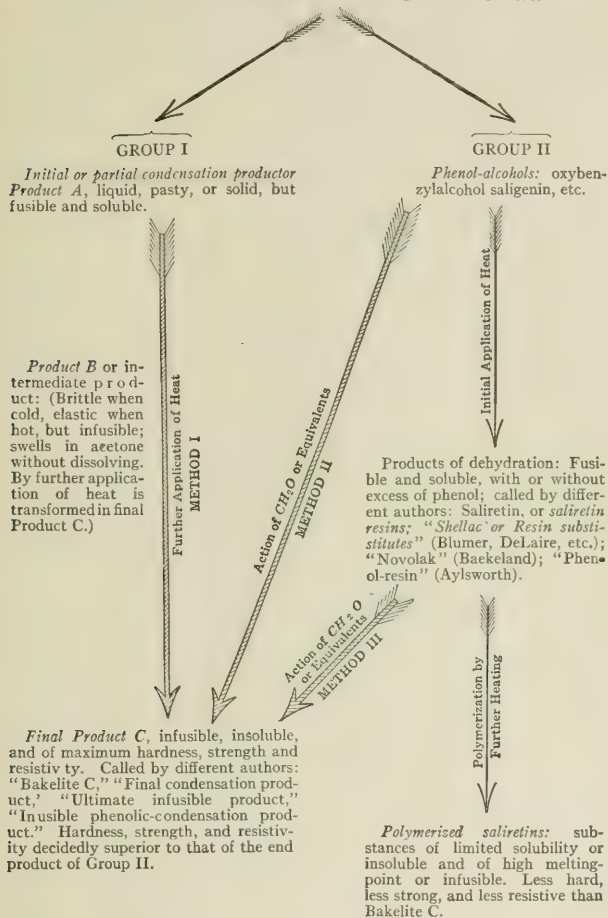 GROUP I
Initial or partial condensation productor
Product A, liquid, pasty, or solid, but
fusible and soluble.
GROUP II
Phenol-alcohols: oxyben-
zylalcohol saligenin, etc.
Product B or in-
termediate prod-
uct: (Brittle when
cold, elastic when
hot, but infusible;
swells in acetone
without dissolving.
By further applica-
tion of heat is
transformed in final
Product C.)
Further Application of Heat
METHOD I
Action of CH2O or Equivalents
METHOD II
Initial Application of Heat
Products of dehydration: Fusi-
ble and soluble, with or without
excess of phenol; called by differ-
ent authors: Saliretin, or saliretin
resins; "Shellac or Resin substi-
stitutes" (Blumer, DeLaire, etc.);
"Novolak" (Baekeland); "Phen-
ol-resin" (Aylsworth).
Action of CH2O
or Equivalents
METHOD III
Polymerization by
Further Heating
Final Product C, infusible, insoluble,
and of maximum hardness, strength and
resistiv ty. Called by different authors:
"Bakelite C," "Final condensation prod-
uct,' "Ultimate infusible product,"
"Inusible phenolic-condensation prod-
uct." Hardness, strength, and resistiv-
ity decidedly superior to that of the end
product of Group II.
Polymerized saliretins: sub-
stances of limited solubility or
insoluble and of high melting-
point or infusible. Less hard,
less strong, and less resistive than
Bakelite C.